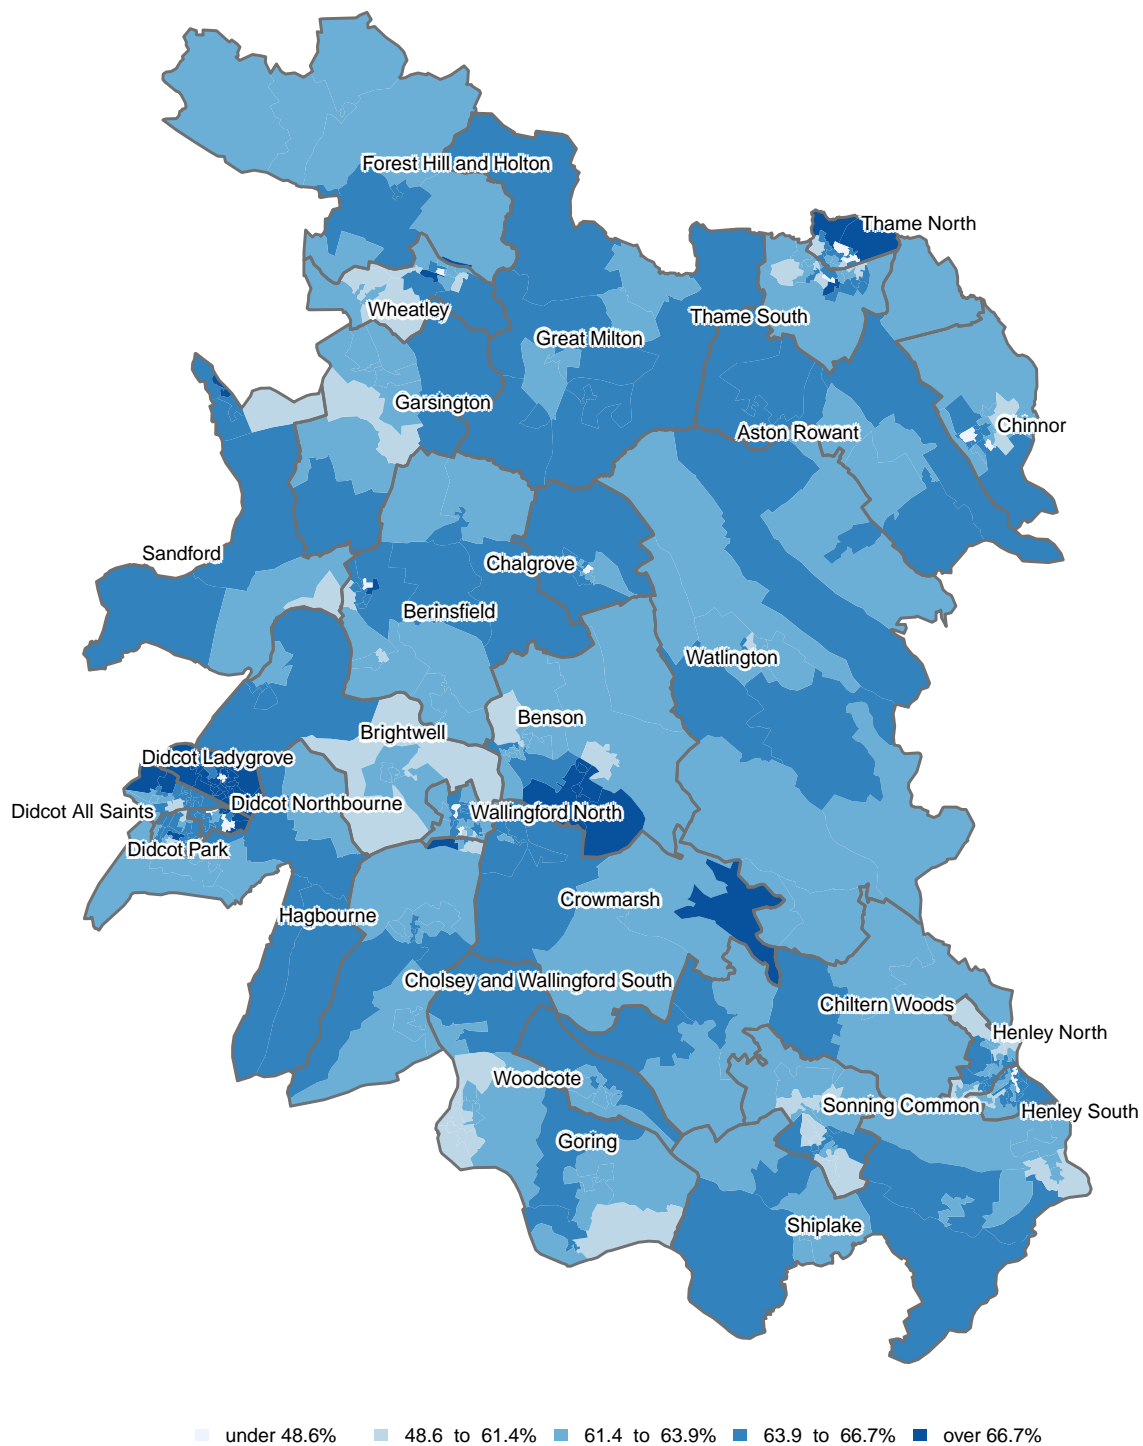 Forest Hill and Holton
Thame North
Wheatley
Thame South
Great Milton
Garsington
Chinnor
Aston Rowant
Sandford
Chalgrove
Berinsfield
Watlington
Benson
Brightwell
Didcot Ladygrove
Didcot Northbourne
Didcot All Saints
Wallingford North
Didcot Park
Crowmarsh
Hagbourne
Cholsey and Wallingford South
Chiltern Woods
Henley North
Woodcote
Sonning Common
Henley South
Goring
Shiplake
under 48.6% 48.6 to 61.4% 61.4 to 63.9% 63.9 to 66.7% over 66.7%